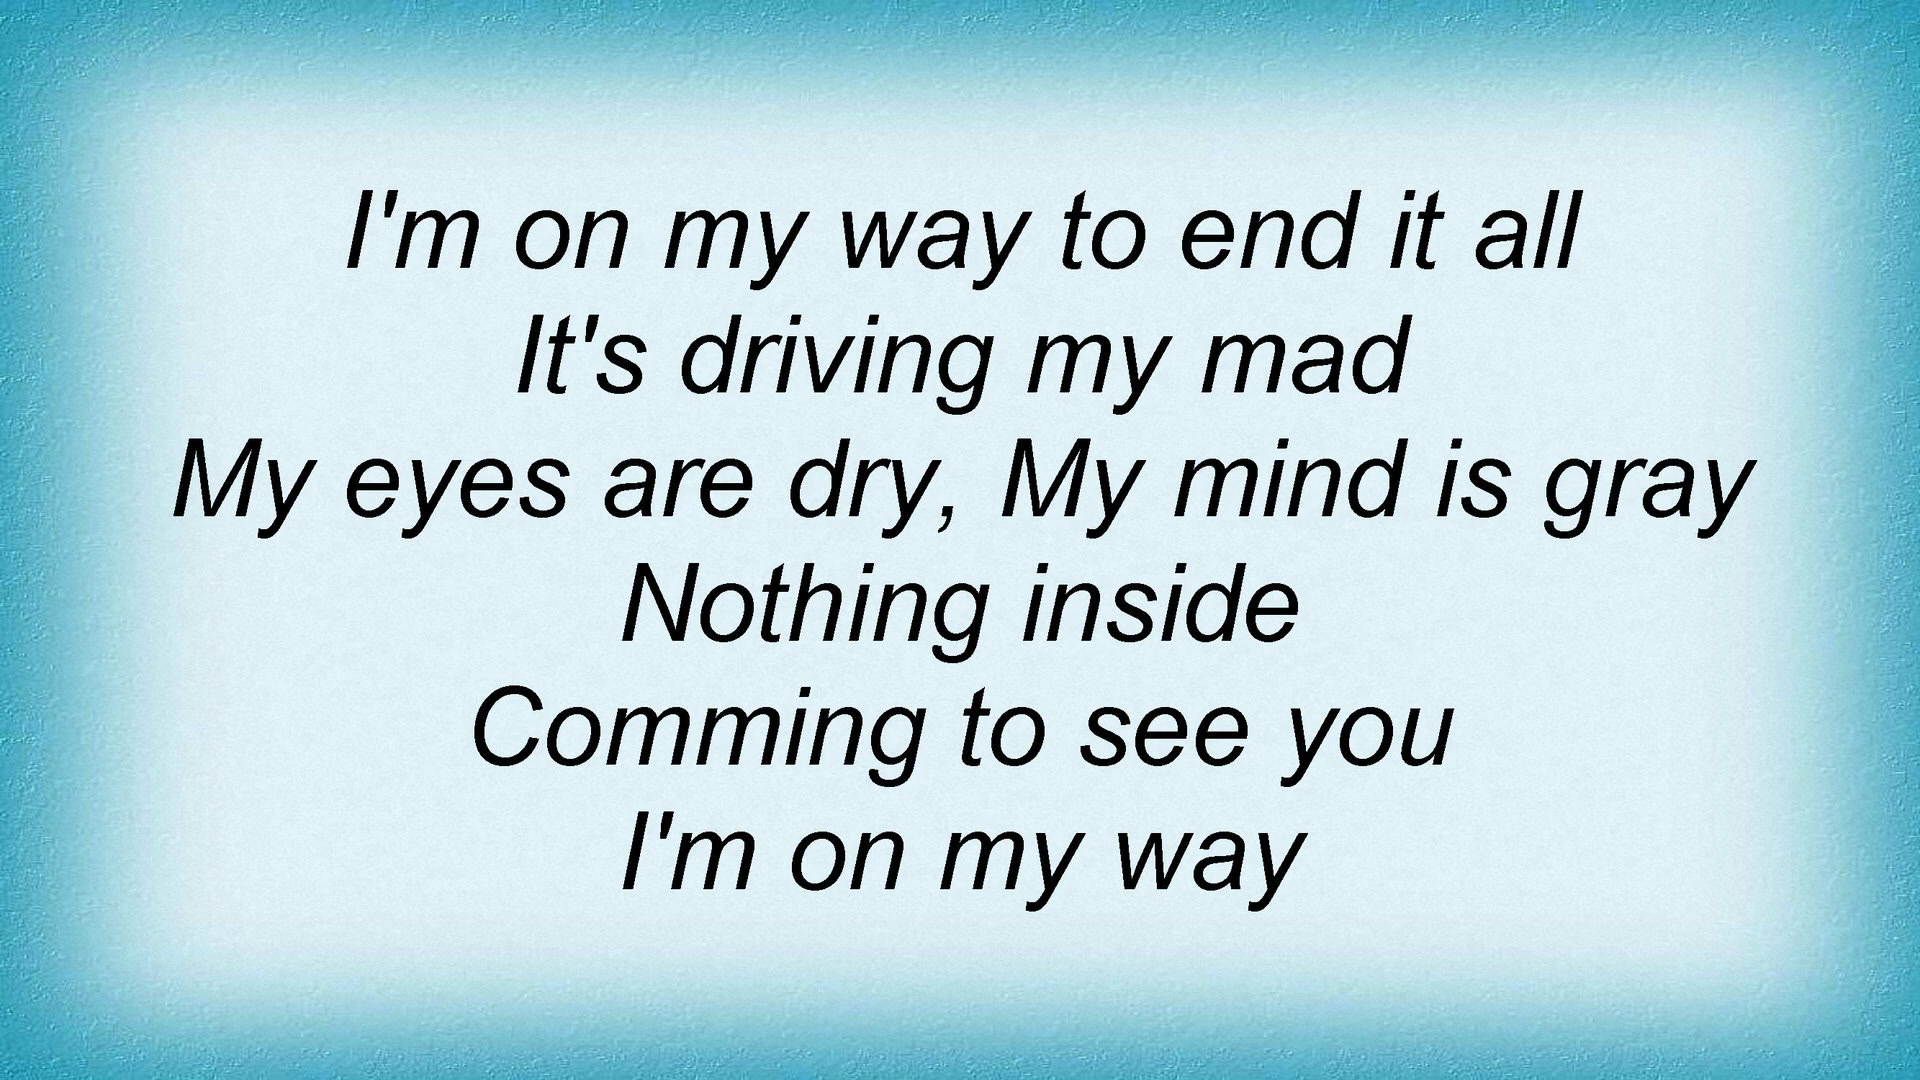 I'm on my way to end it all
It's driving my mad
My eyes are dry, My mind is gray
Nothing inside
Comming to see you
I'm on my way